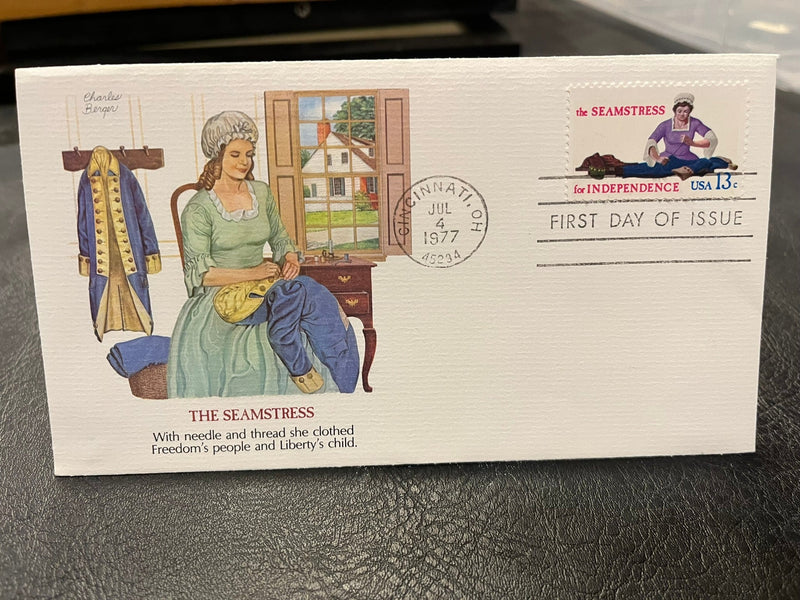 Charles
Berger
the SEAMSTRESS
for INDEPENDENCE USA 13c
CINCINNATI, OH
JUL
4
1977
45234
FIRST DAY OF ISSUE
THE SEAMSTRESS
With needle and thread she clothed
Freedom's people and Liberty's child.